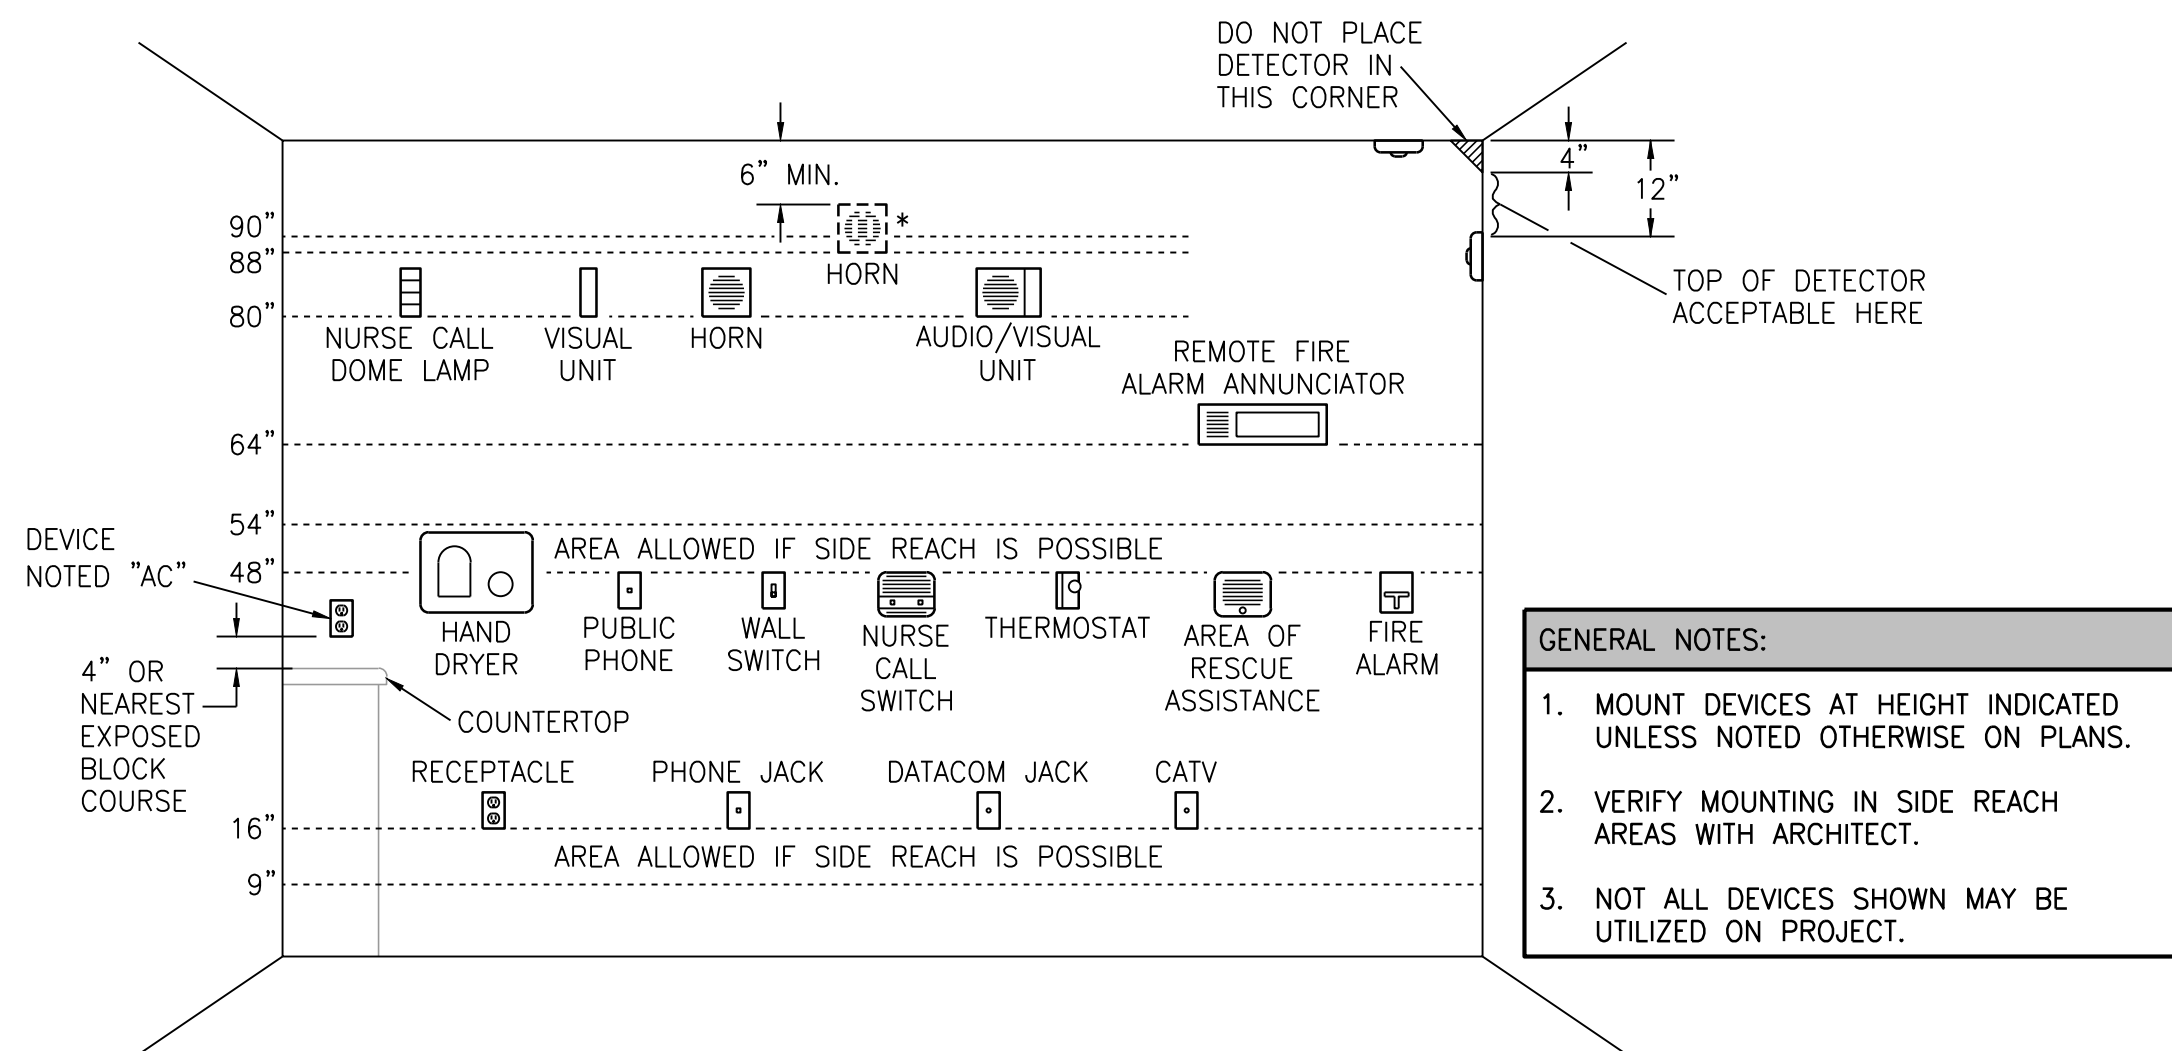 DO NOT PLACE
DETECTOR IN
THIS CORNER
6" MIN.
4"
12"
90"
*
88"
HORN
80"
TOP OF DETECTOR
ACCEPTABLE HERE
NURSE CALL
DOME LAMP
VISUAL
UNIT
HORN
AUDIO/VISUAL
UNIT
REMOTE FIRE
ALARM ANNUNCIATOR
64"
54"
AREA ALLOWED IF SIDE REACH IS POSSIBLE
DEVICE
NOTED "AC"
48"
HAND
DRYER
PUBLIC
PHONE
WALL
SWITCH
NURSE
CALL
SWITCH
THERMOSTAT
AREA OF
RESCUE
ASSISTANCE
FIRE
ALARM
4" OR
NEAREST
EXPOSED
BLOCK
COURSE
COUNTERTOP
RECEPTACLE
PHONE JACK
DATACOM JACK
CATV
16"
AREA ALLOWED IF SIDE REACH IS POSSIBLE
9"
GENERAL NOTES:
1. MOUNT DEVICES AT HEIGHT INDICATED
UNLESS NOTED OTHERWISE ON PLANS.
2. VERIFY MOUNTING IN SIDE REACH
AREAS WITH ARCHITECT.
3. NOT ALL DEVICES SHOWN MAY BE
UTILIZED ON PROJECT.